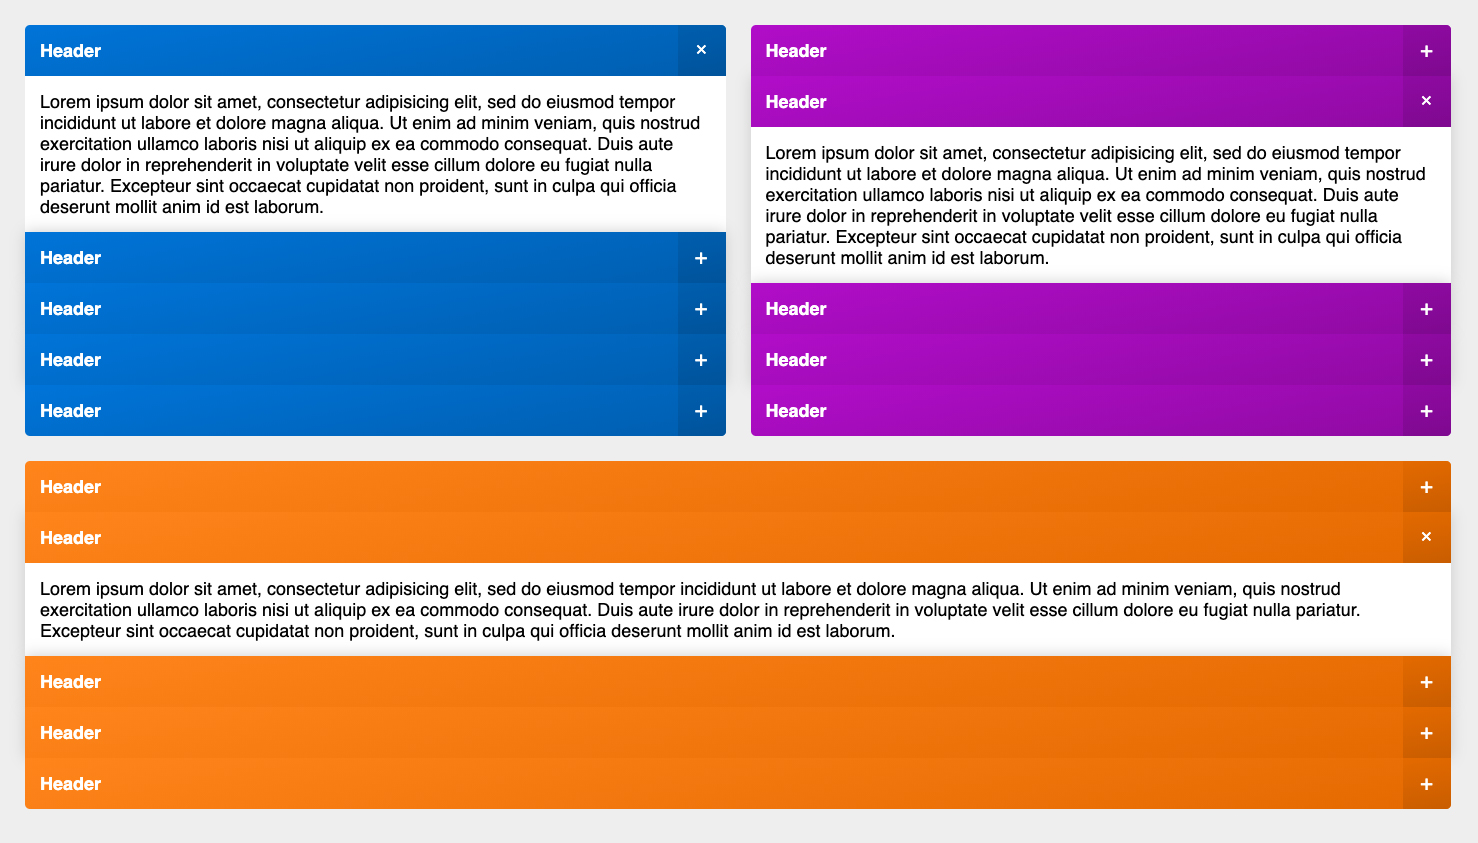 Header ×
Lorem ipsum dolor sit amet, consectetur adipisicing elit, sed do eiusmod tempor
incididunt ut labore et dolore magna aliqua. Ut enim ad minim veniam, quis nostrud
exercitation ullamco laboris nisi ut aliquip ex ea commodo consequat. Duis aute
irure dolor in reprehenderit in voluptate velit esse cillum dolore eu fugiat nulla
pariatur. Excepteur sint occaecat cupidatat non proident, sunt in culpa qui officia
deserunt mollit anim id est laborum.
Header +
Header +
Header +
Header +
Header +
Header ×
Lorem ipsum dolor sit amet, consectetur adipisicing elit, sed do eiusmod tempor
incididunt ut labore et dolore magna aliqua. Ut enim ad minim veniam, quis nostrud
exercitation ullamco laboris nisi ut aliquip ex ea commodo consequat. Duis aute
irure dolor in reprehenderit in voluptate velit esse cillum dolore eu fugiat nulla
pariatur. Excepteur sint occaecat cupidatat non proident, sunt in culpa qui officia
deserunt mollit anim id est laborum.
Header +
Header +
Header +
Header +
Header ×
Lorem ipsum dolor sit amet, consectetur adipisicing elit, sed do eiusmod tempor incididunt ut labore et dolore magna aliqua. Ut enim ad minim veniam, quis nostrud
exercitation ullamco laboris nisi ut aliquip ex ea commodo consequat. Duis aute irure dolor in reprehenderit in voluptate velit esse cillum dolore eu fugiat nulla pariatur.
Excepteur sint occaecat cupidatat non proident, sunt in culpa qui officia deserunt mollit anim id est laborum.
Header +
Header +
Header +